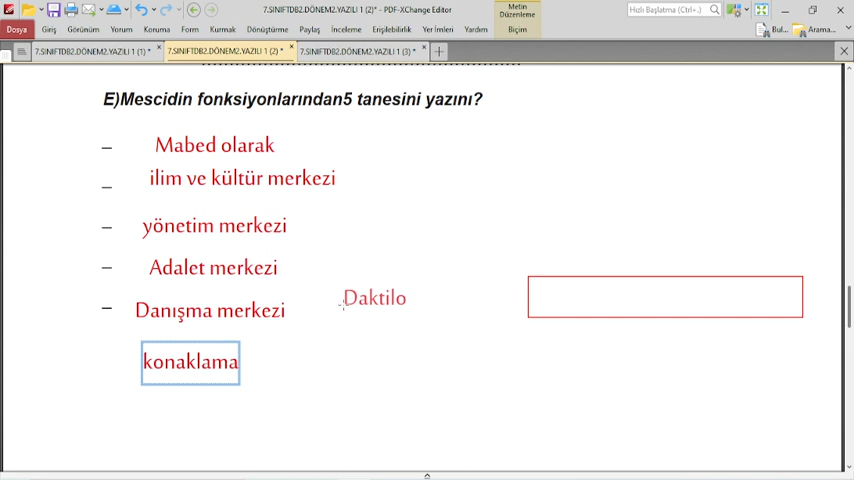 7.SINIFTDB2.DÖNEM2.YAZILI 1 (2)* - PDF-XChange Editor
Metin Düzenleme
Hızlı Başlatma (Ctrl+.)
Dosya Giriş Görünüm Yorum Koruma Form Kurmak Dönüştürme Paylaş İnceleme Erişilebilirlik Yer İmleri Yardım Biçim
Bul... Arama...
7.SINIFTDB2.DÖNEM2.YAZILI 1 (1) * 7.SINIFTDB2.DÖNEM2.YAZILI 1 (2) * 7.SINIFTDB2.DÖNEM2.YAZILI 1 (3) *
E)Mescidin fonksiyonlarından5 tanesini yazını?
– Mabed olarak
– ilim ve kültür merkezi
– yönetim merkezi
– Adalet merkezi
Daktilo
– Danışma merkezi
konaklama